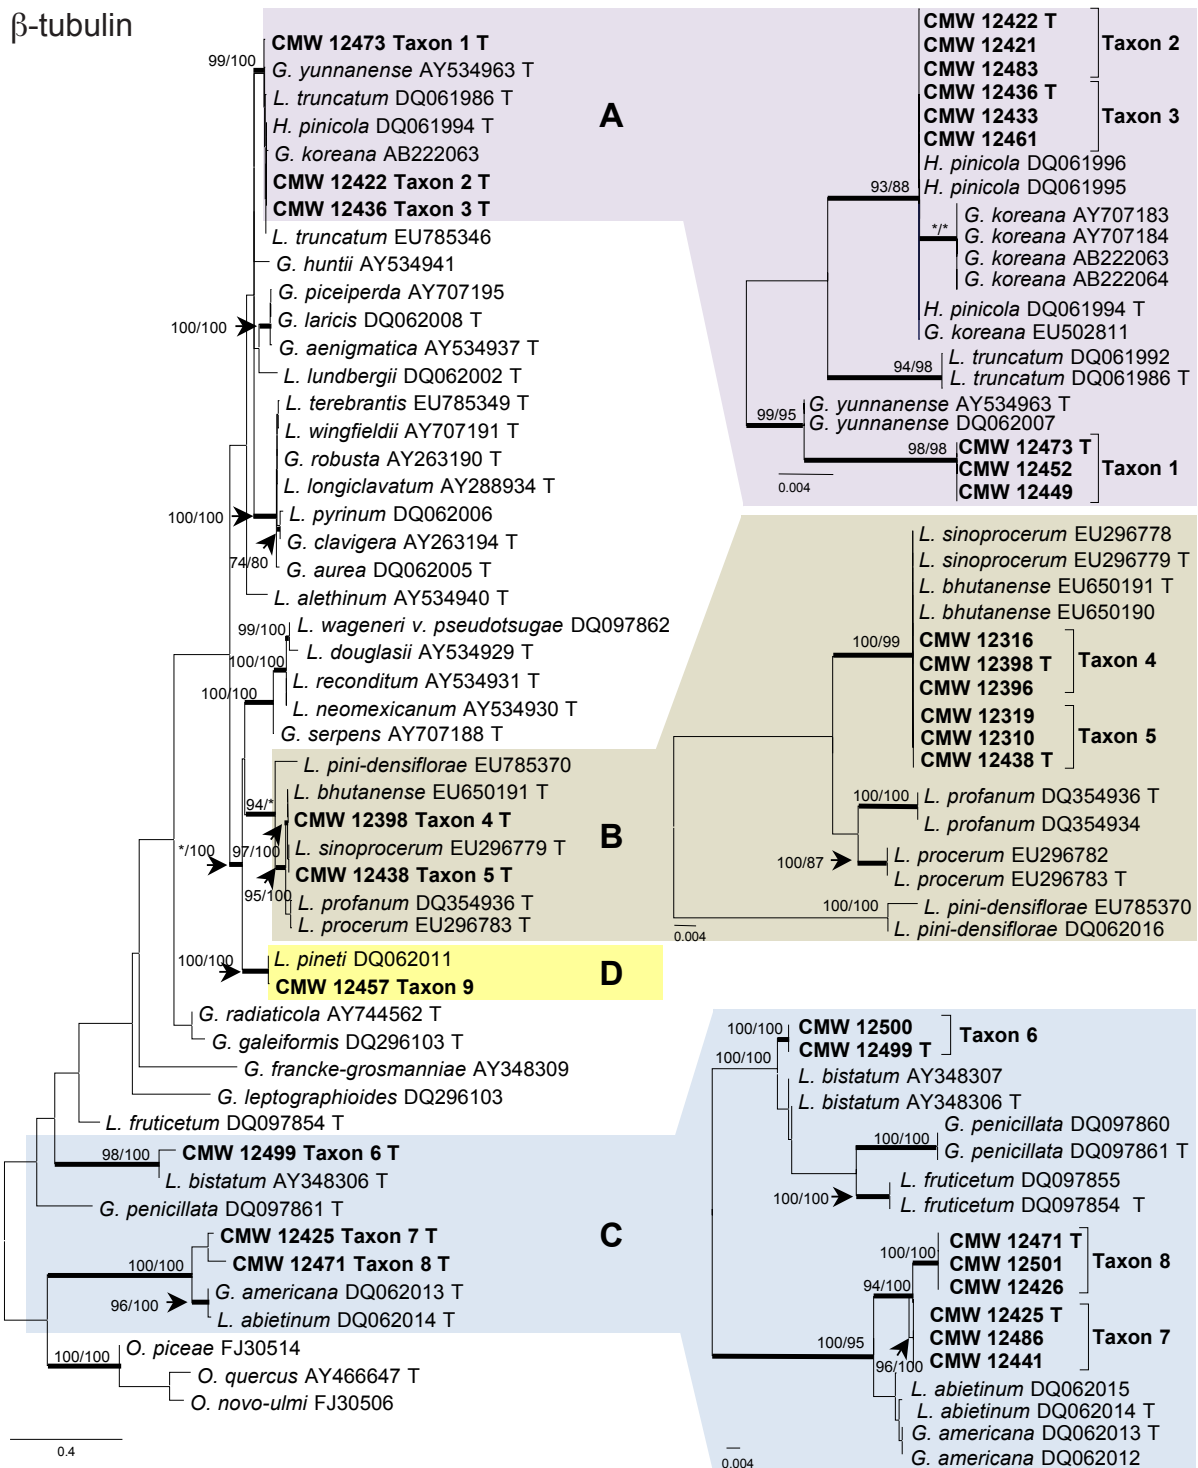 β-tubulin
CMW 12473 Taxon 1 T
99/100
G. yunnanense AY534963 T
L. truncatum DQ061986 T
H. pinicola DQ061994 T
G. koreana AB222063
CMW 12422 Taxon 2 T
CMW 12436 Taxon 3 T
A
L. truncatum EU785346
G. huntii AY534941
G. piceiperda AY707195
100/100
G. laricis DQ062008 T
G. aenigmatica AY534937 T
L. lundbergii DQ062002 T
L. terebrantis EU785349 T
L. wingfieldii AY707191 T
G. robusta AY263190 T
L. longiclavatum AY288934 T
100/100
L. pyrinum DQ062006
G. clavigera AY263194 T
74/80
G. aurea DQ062005 T
L. alethinum AY534940 T
99/100
L. wageneri v. pseudotsugae DQ097862
L. douglasii AY534929 T
100/100
L. reconditum AY534931 T
100/100
L. neomexicanum AY534930 T
G. serpens AY707188 T
L. pini-densiflorae EU785370
L. bhutanense EU650191 T
94/*
CMW 12398 Taxon 4 T
B
*/100
97/100
L. sinoprocerum EU296779 T
CMW 12438 Taxon 5 T
95/100
L. profanum DQ354936 T
L. procerum EU296783 T
100/100
L. pineti DQ062011
CMW 12457 Taxon 9
D
G. radiaticola AY744562 T
G. galeiformis DQ296103 T
G. francke-grosmanniae AY348309
G. leptographioides DQ296103
L. fruticetum DQ097854 T
98/100
CMW 12499 Taxon 6 T
L. bistatum AY348306 T
G. penicillata DQ097861 T
CMW 12425 Taxon 7 T
C
100/100
CMW 12471 Taxon 8 T
G. americana DQ062013 T
96/100
L. abietinum DQ062014 T
O. piceae FJ30514
100/100
O. quercus AY466647 T
O. novo-ulmi FJ30506
0.4
CMW 12422 T
CMW 12421
Taxon 2
CMW 12483
CMW 12436 T
CMW 12433
Taxon 3
CMW 12461
H. pinicola DQ061996
93/88
H. pinicola DQ061995
G. koreana AY707183
*/*
G. koreana AY707184
G. koreana AB222063
G. koreana AB222064
H. pinicola DQ061994 T
G. koreana EU502811
L. truncatum DQ061992
94/98
L. truncatum DQ061986 T
G. yunnanense AY534963 T
99/95
G. yunnanense DQ062007
98/98
CMW 12473 T
CMW 12452
Taxon 1
CMW 12449
0.004
L. sinoprocerum EU296778
L. sinoprocerum EU296779 T
L. bhutanense EU650191 T
L. bhutanense EU650190
100/99
CMW 12316
CMW 12398 T
Taxon 4
CMW 12396
CMW 12319
CMW 12310
Taxon 5
CMW 12438 T
100/100
L. profanum DQ354936 T
L. profanum DQ354934
100/87
L. procerum EU296782
L. procerum EU296783 T
100/100
L. pini-densiflorae EU785370
L. pini-densiflorae DQ062016
0.004
100/100
CMW 12500
Taxon 6
100/100
CMW 12499 T
L. bistatum AY348307
L. bistatum AY348306 T
G. penicillata DQ097860
100/100
G. penicillata DQ097861 T
L. fruticetum DQ097855
100/100
L. fruticetum DQ097854 T
100/100
CMW 12471 T
CMW 12501
Taxon 8
CMW 12426
94/100
CMW 12425 T
CMW 12486
Taxon 7
100/95
CMW 12441
96/100
L. abietinum DQ062015
L. abietinum DQ062014 T
G. americana DQ062013 T
G. americana DQ062012
0.004